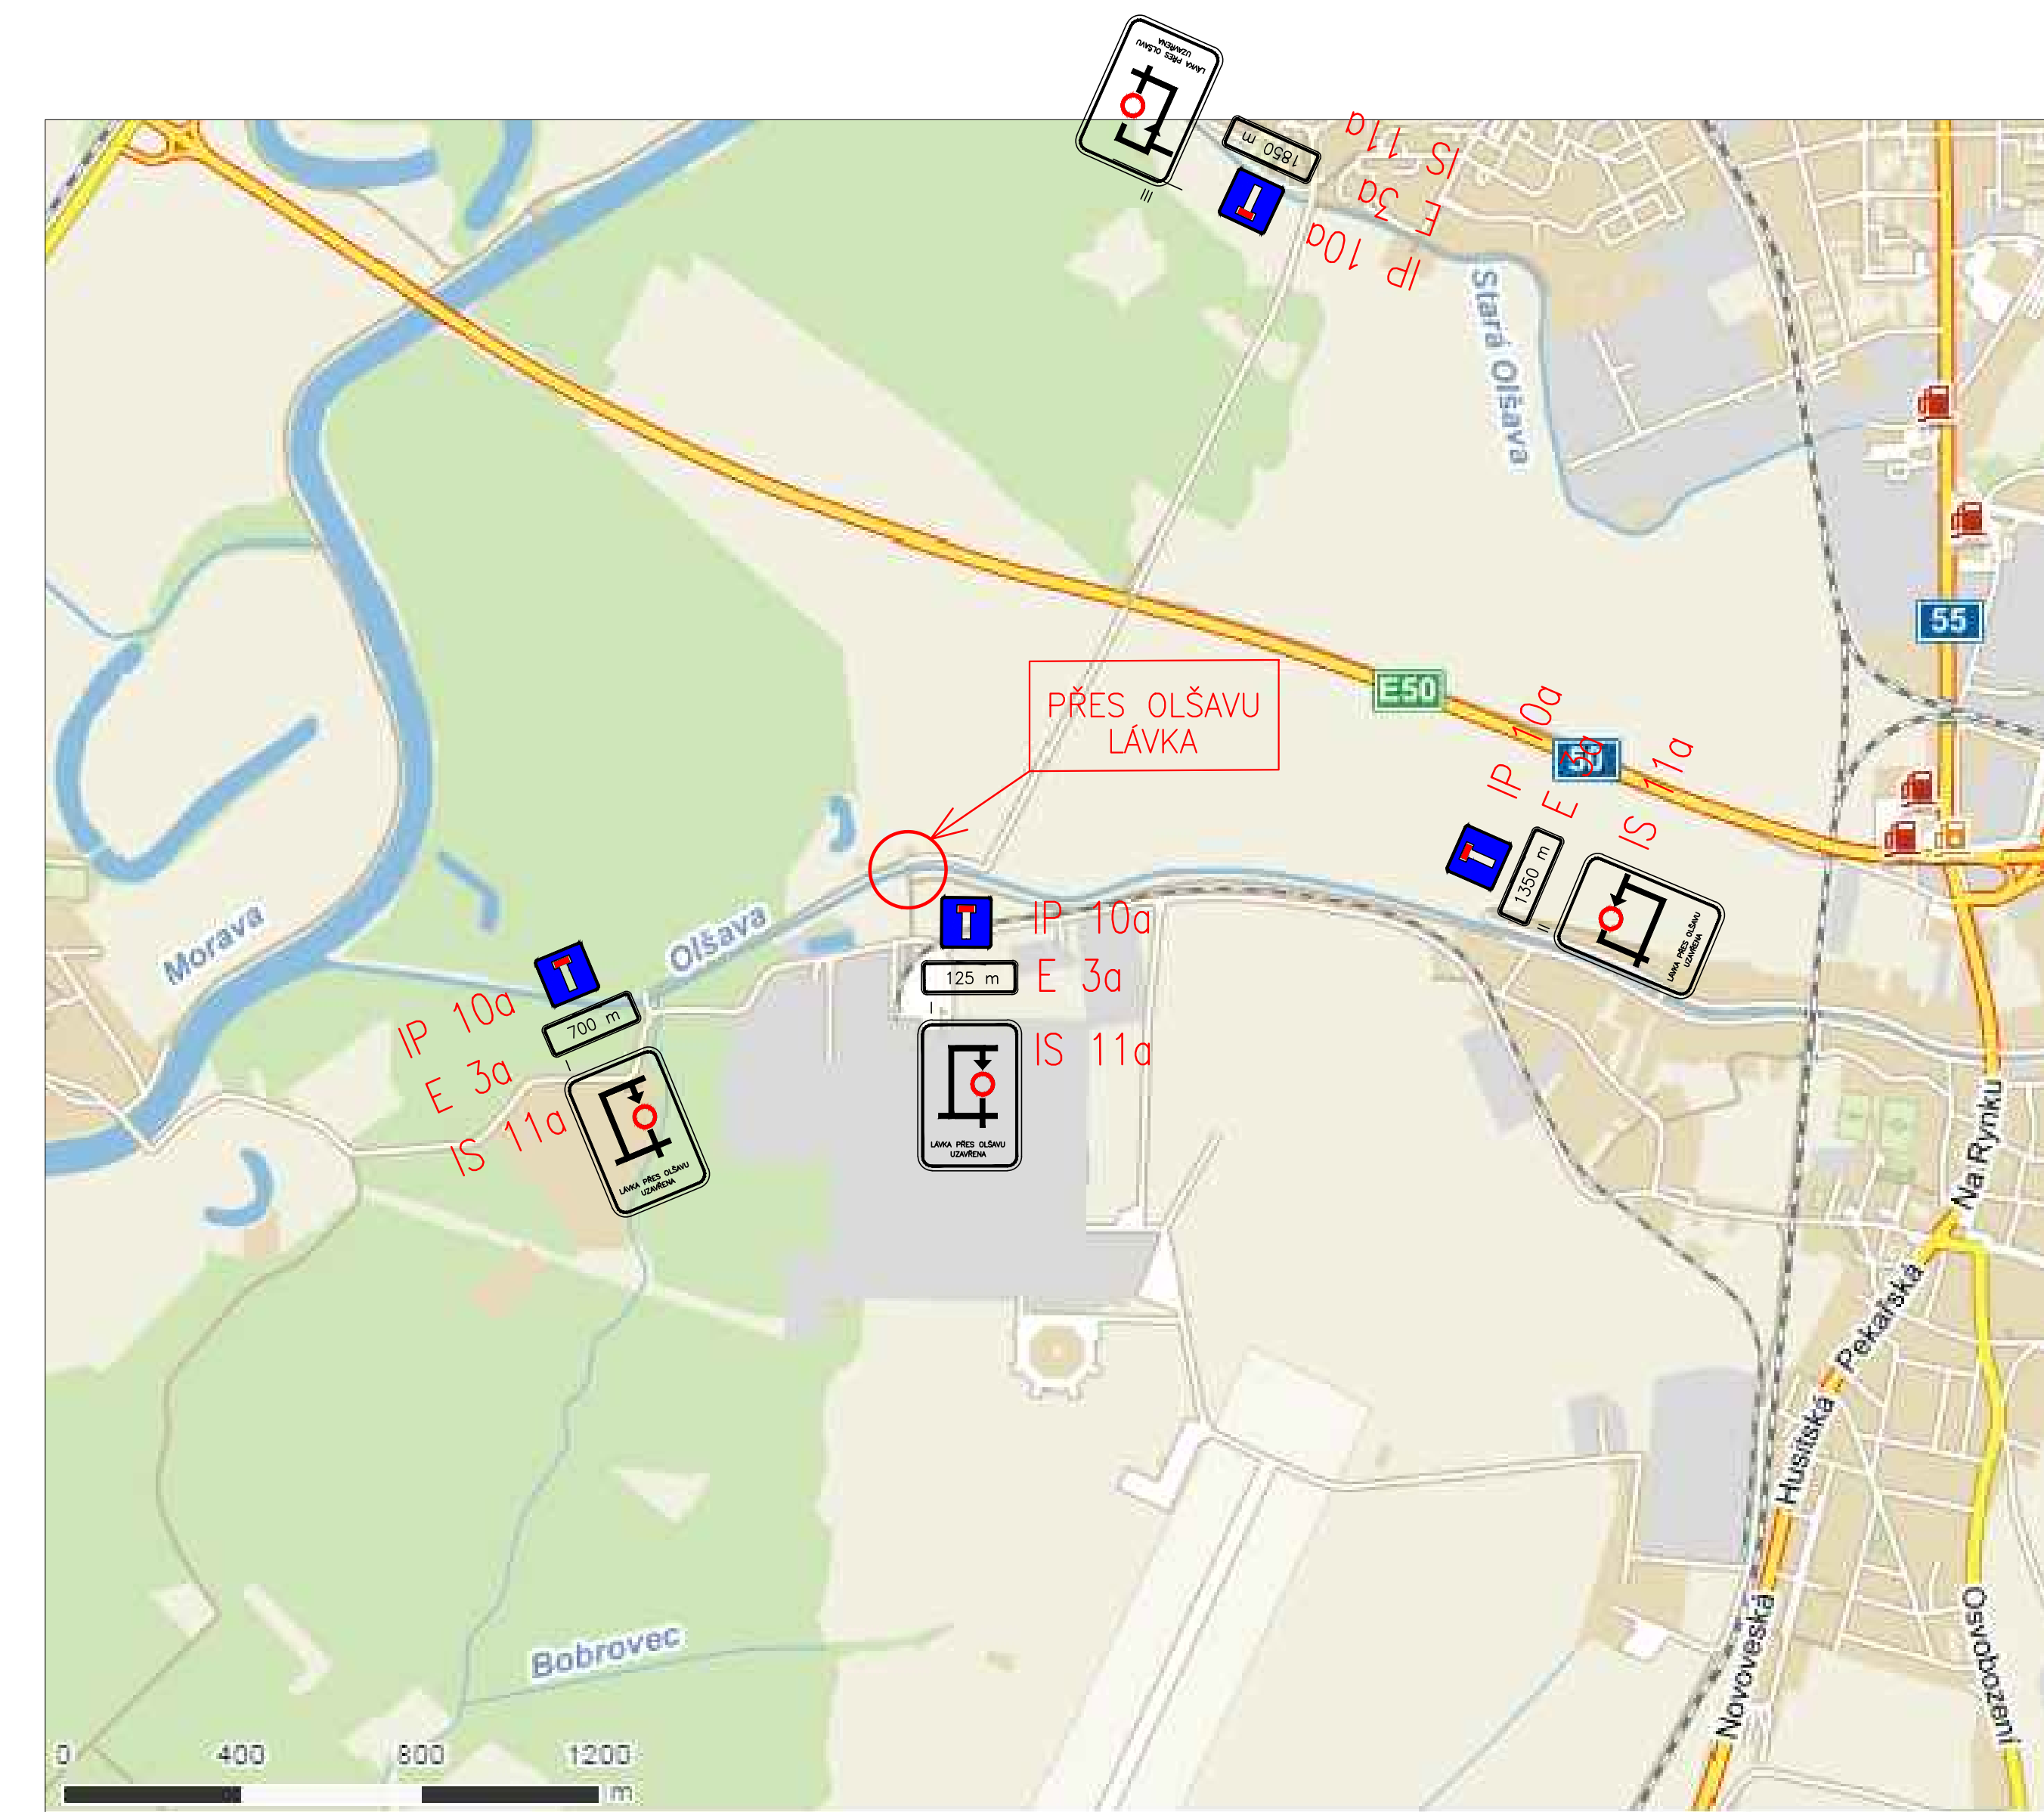 LÁVKA PŘES OLŠAVU
UZAVŘENA
1850 m
III
IS 11a
E 3a
IP 10a
Stará Olšava
55
E50
PŘES OLŠAVU
LÁVKA
IP 10a
E 3a
IS 11a
1350 m
II
LÁVKA PŘES OLŠAVU
UZAVŘENA
Morava
Olšava
IP 10a
125 m
E 3a
I
IS 11a
LÁVKA PŘES OLŠAVU
UZAVŘENA
IP 10a
700 m
E 3a
I
IS 11a
LÁVKA PŘES OLŠAVU
UZAVŘENA
Na Rynku
Pekařská
Husitská
Novoveská
Osvobození
Bobrovec
0 400 800 1200
m